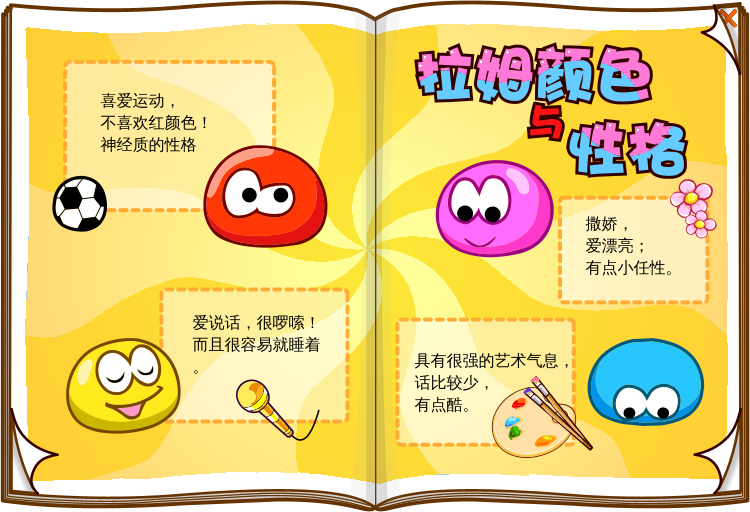 喜爱运动，
不喜欢红颜色！
神经质的性格
爱说话，很啰嗦！
而且很容易就睡着
。
拉姆颜色
与
性格
撒娇，
爱漂亮；
有点小任性。
具有很强的艺术气息，
话比较少，
有点酷。